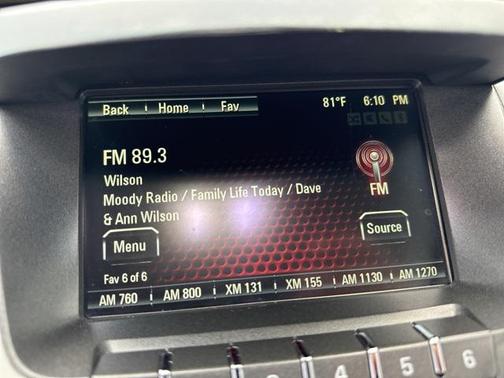 Back Home Fav 81°F 6:10 PM
FM 89.3
Wilson
Moody Radio / Family Life Today / Dave
& Ann Wilson
FM
Menu
Source
Fav 6 of 6
AM 760 AM 800 XM 131 XM 155 AM 1130 AM 1270
4 5 6